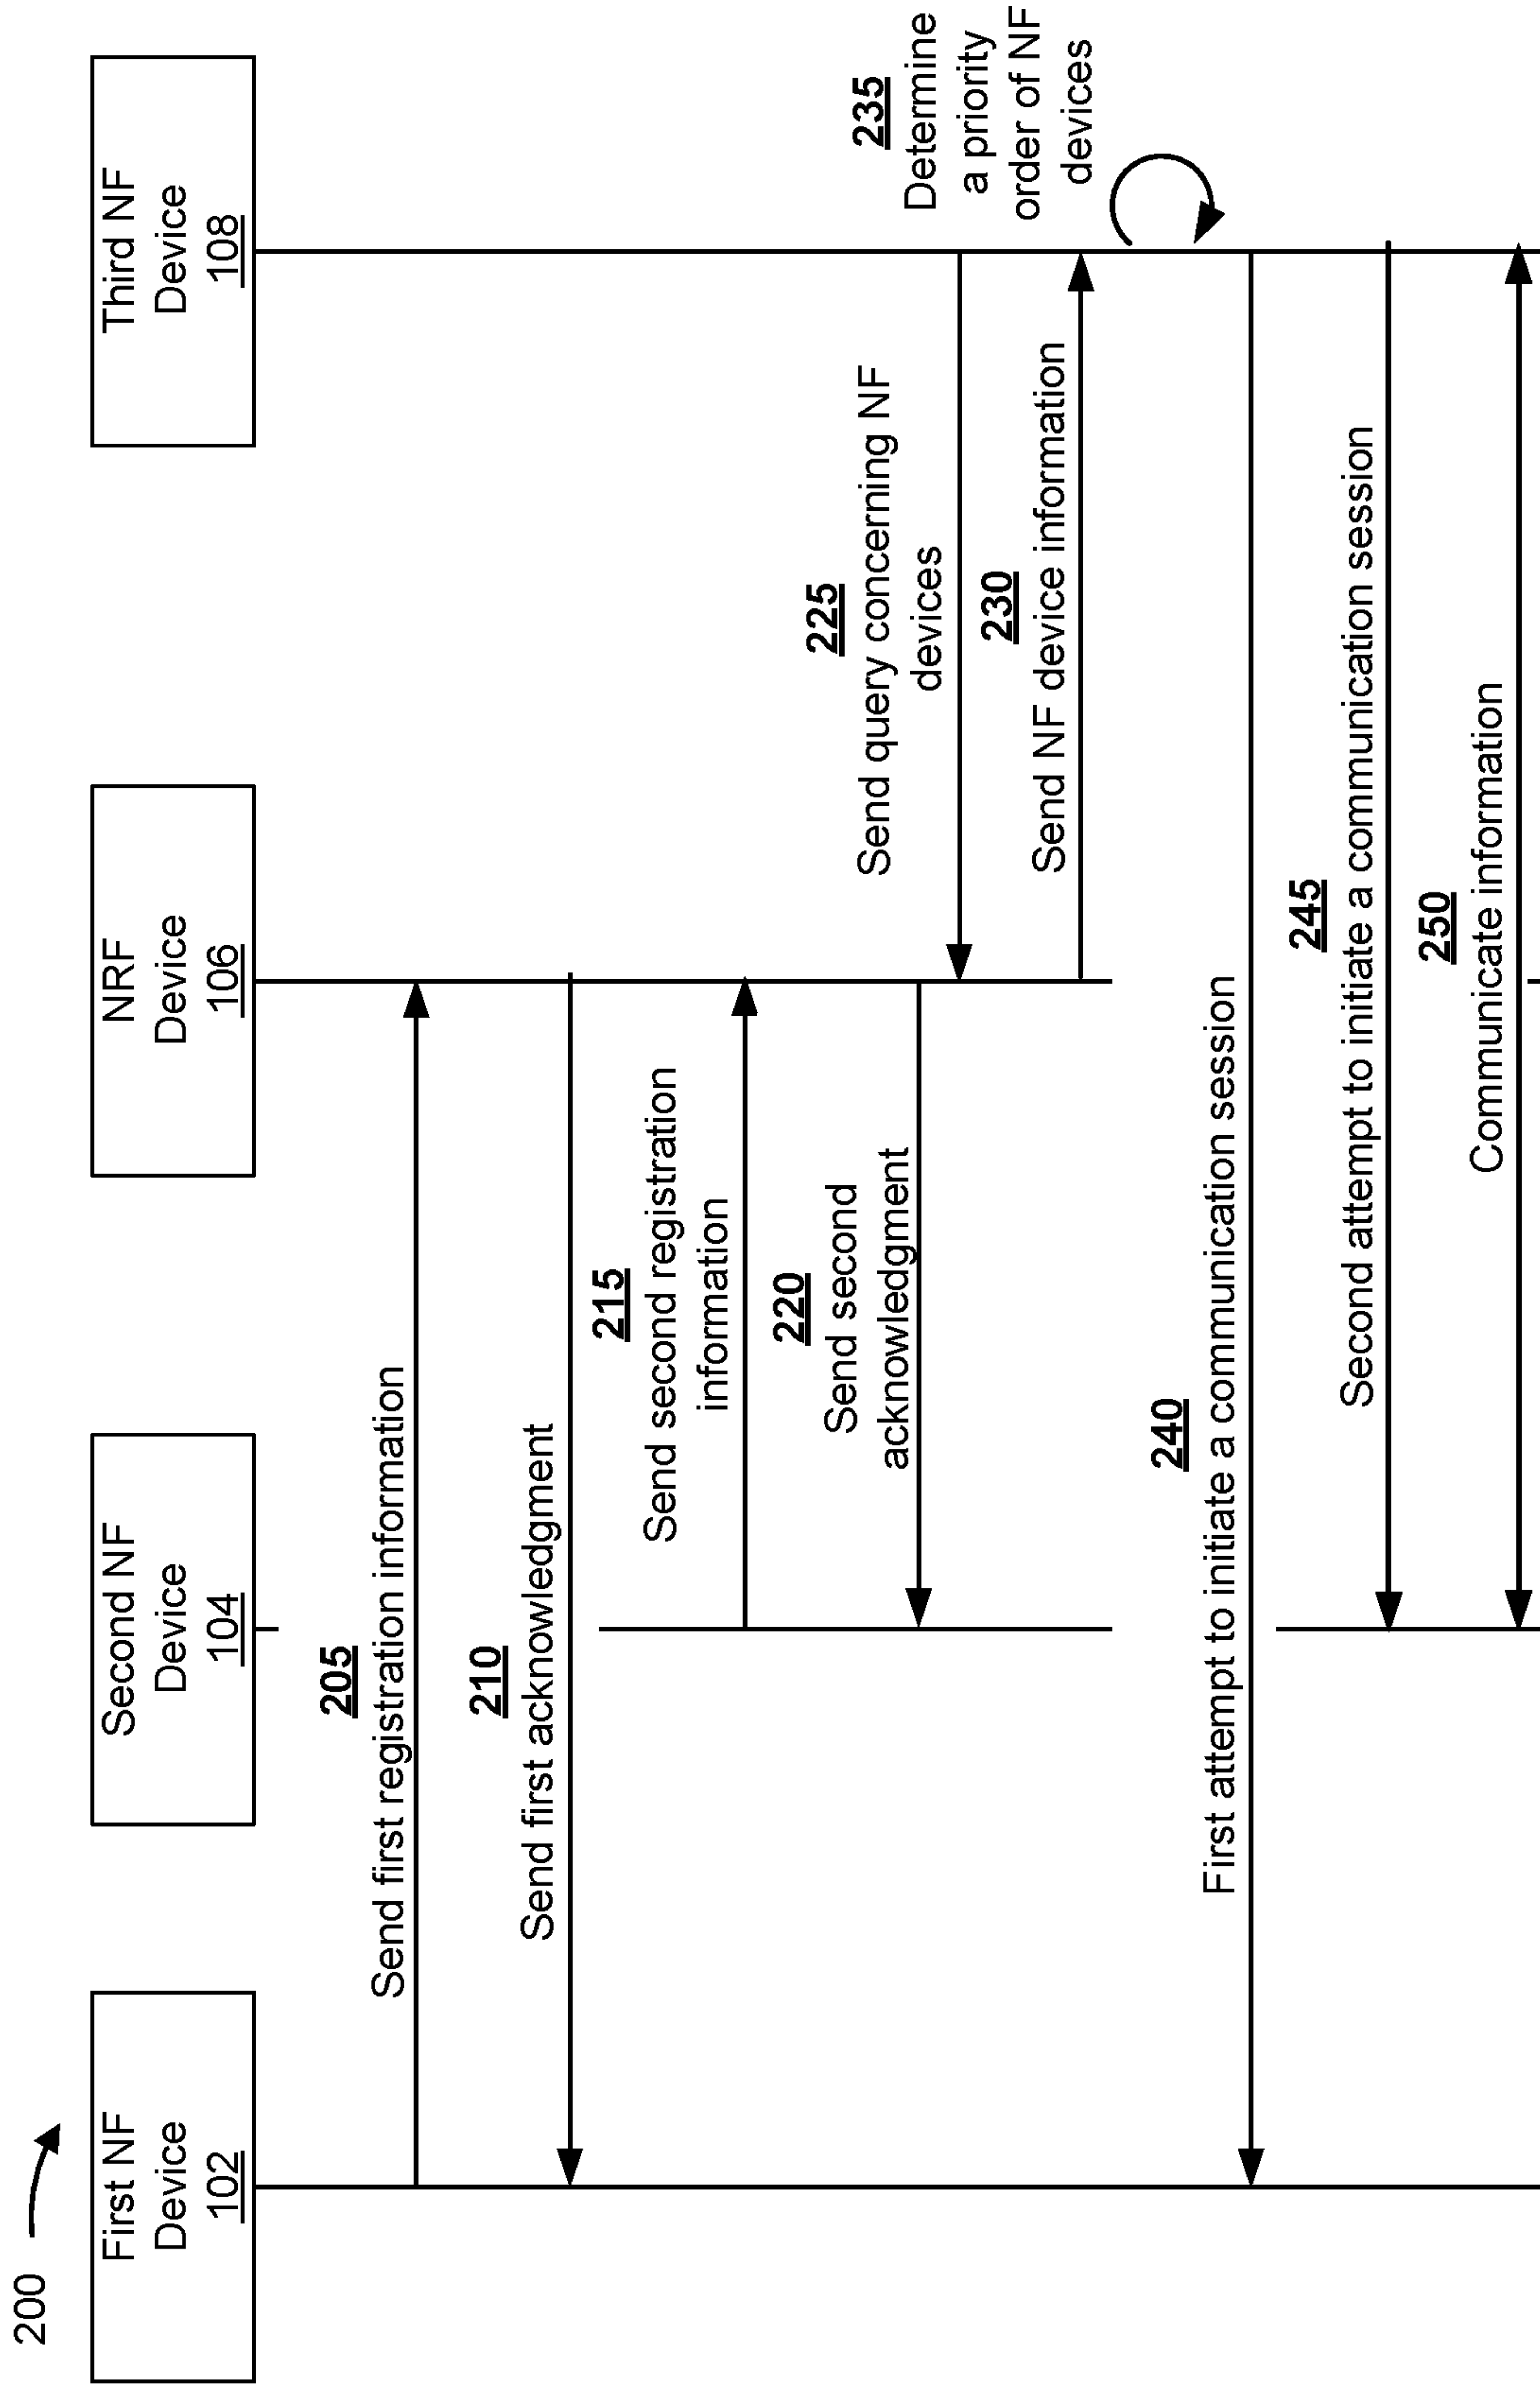 200
First NF
Device
102
Second NF
Device
104
NRF
Device
106
Third NF
Device
108
205
Send first registration information
210
Send first acknowledgment
215
Send second registration
information
220
Send second
acknowledgment
225
Send query concerning NF
devices
230
Send NF device information
235
Determine
a priority
order of NF
devices
240
First attempt to initiate a communication session
245
Second attempt to initiate a communication session
250
Communicate information